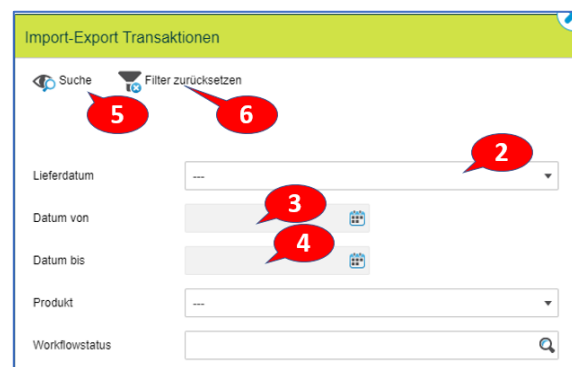 Import-Export Transaktionen
Suche Filter zurücksetzen
5 6
2
Lieferdatum ---
3
Datum von
4
Datum bis
Produkt ---
Workflowstatus